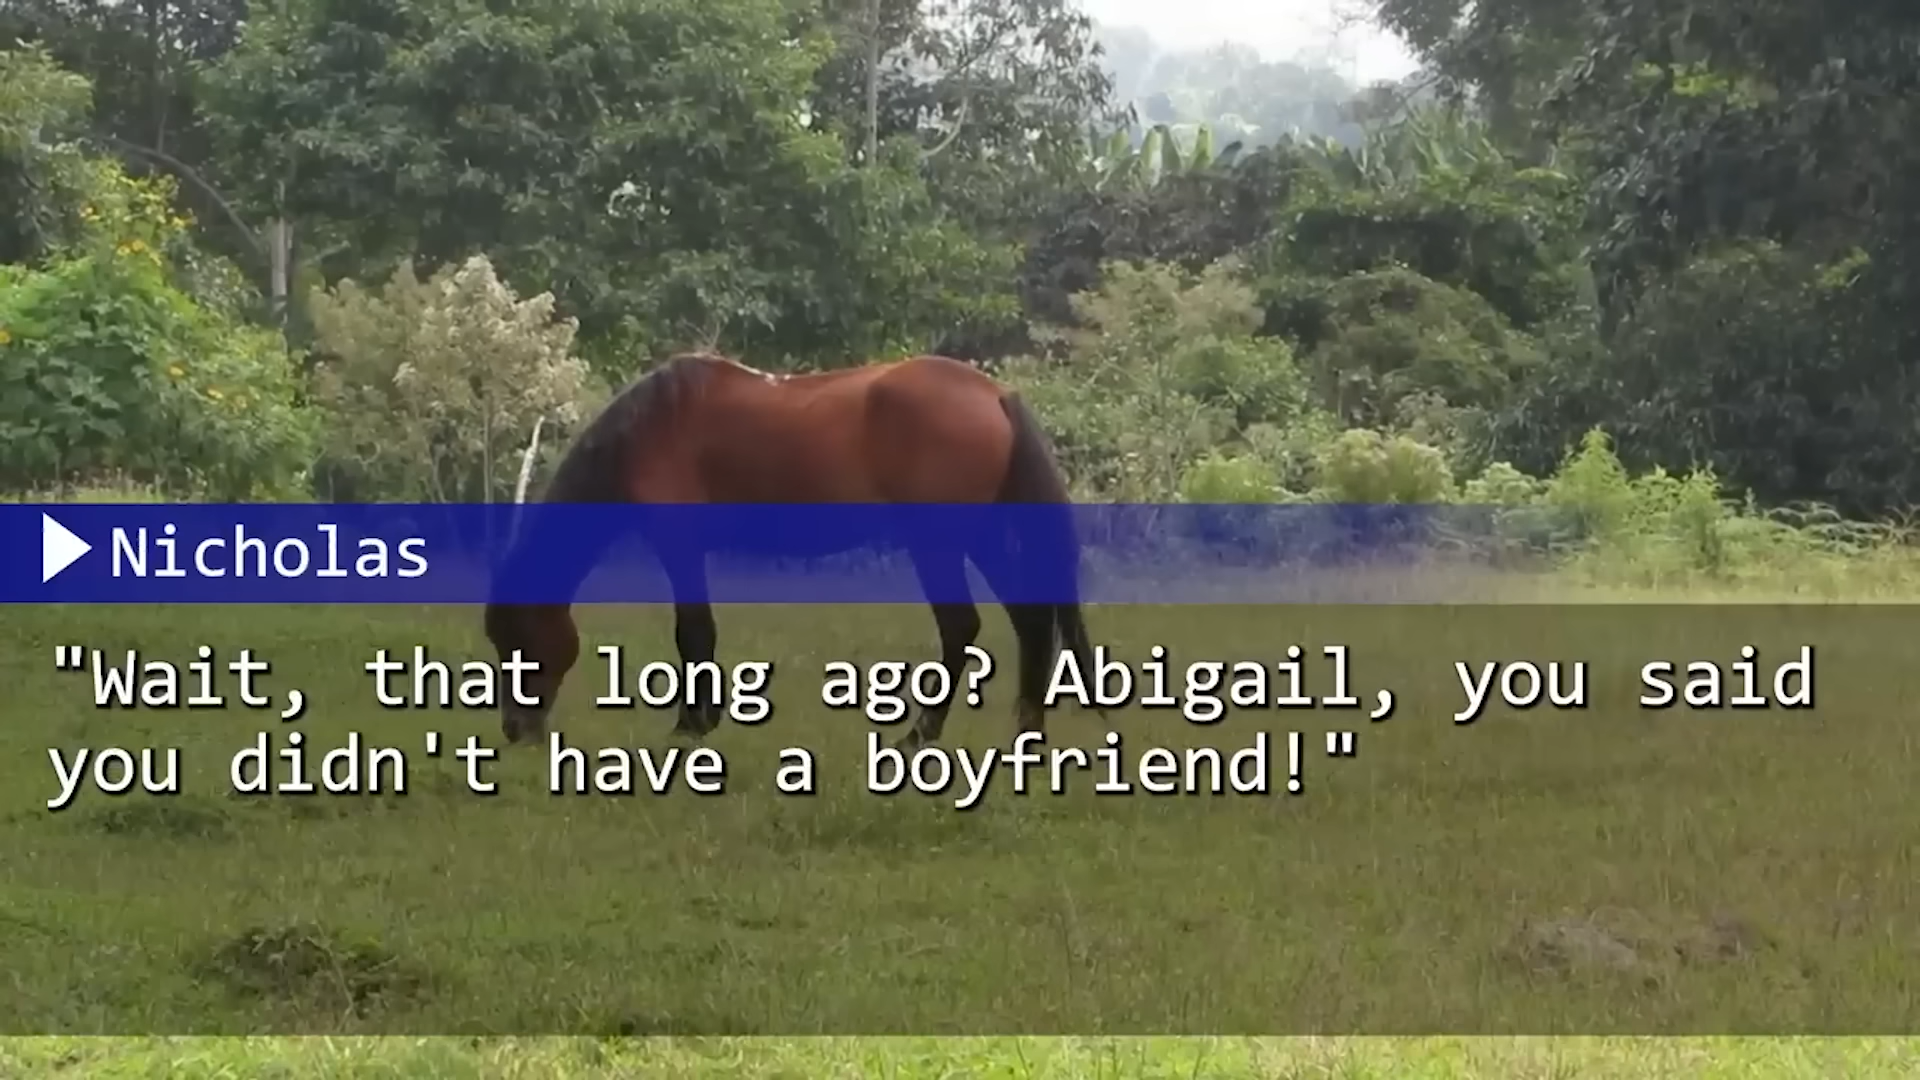 Nicholas
"Wait, that long ago? Abigail, you said
you didn't have a boyfriend!"